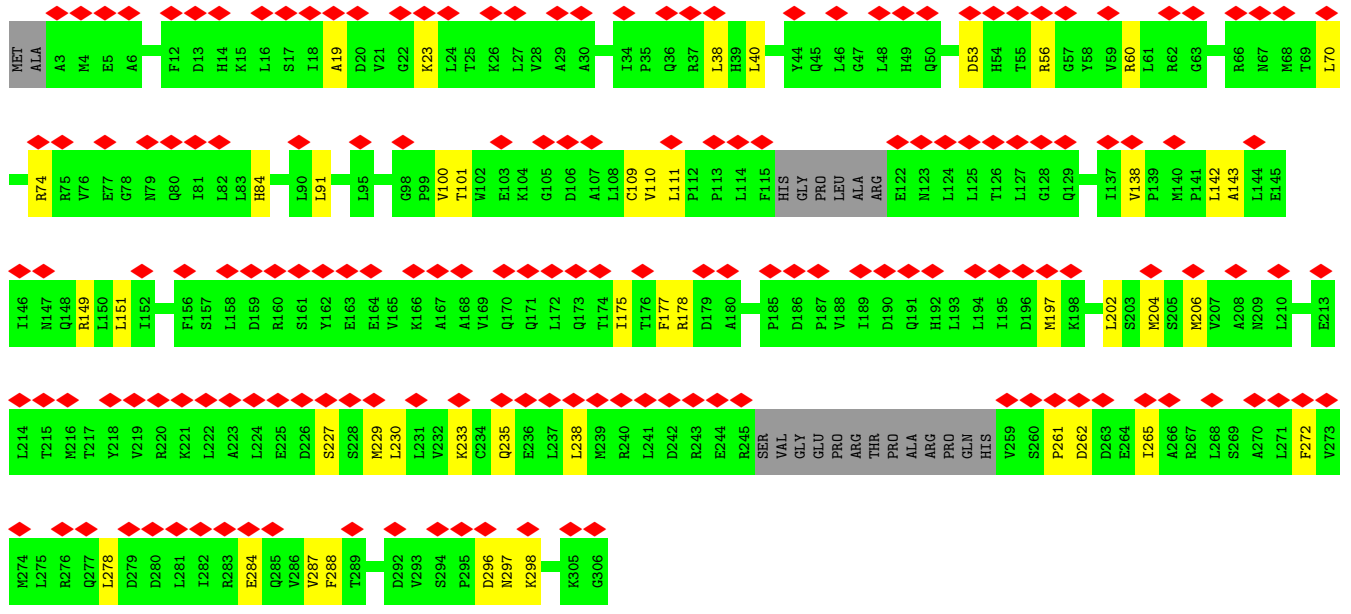 MET ALA A3 M4 E5 A6 F12 D13 H14 K15 L16 S17 I18 A19 D20 V21 G22 K23 L24 T25 K26 L27 V28 A29 A30 I34 P35 Q36 R37 L38 H39 L40 Y44 Q45 L46 G47 L48 H49 Q50 D53 H54 T55 R56 G57 Y58 V59 R60 L61 R62 G63 R66 N67 M68 T69 L70
R74 R75 V76 E77 G78 N79 Q80 I81 L82 L83 H84 L90 L91 L95 G98 P99 V100 T101 W102 E103 K104 G105 D106 A107 L108 C109 V110 L111 P112 P113 L114 F115 HIS GLY PRO LEU ALA ARG E122 N123 L124 L125 T126 L127 G128 Q129 I137 V138 P139 M140 P141 L142 A143 L144 E145
I146 N147 Q148 R149 L150 L151 I152 F156 S157 L158 D159 R160 S161 Y162 E163 E164 V165 K166 A167 A168 V169 Q170 Q171 L172 Q173 T174 I175 T176 F177 R178 D179 A180 P185 D186 P187 V188 I189 D190 Q191 H192 L193 L194 I195 D196 M197 K198 L202 S203 M204 S205 M206 V207 A208 N209 L210 E213
L214 T215 M216 T217 Y218 V219 R220 K221 L222 A223 L224 E225 D226 S227 S228 M229 L230 L231 V232 K233 C234 Q235 E236 L237 L238 M239 R240 L241 D242 R243 E244 R245 SER VAL GLY GLU PRO ARG THR PRO ALA ARG PRO GLN HIS V259 S260 P261 D262 D263 E264 I265 A266 R267 L268 S269 A270 L271 F272 V273
M274 L275 R276 Q277 L278 D279 D280 L281 I282 R283 E284 Q285 V286 V287 F288 T289 D292 V293 S294 P295 D296 N297 K298 K305 G306